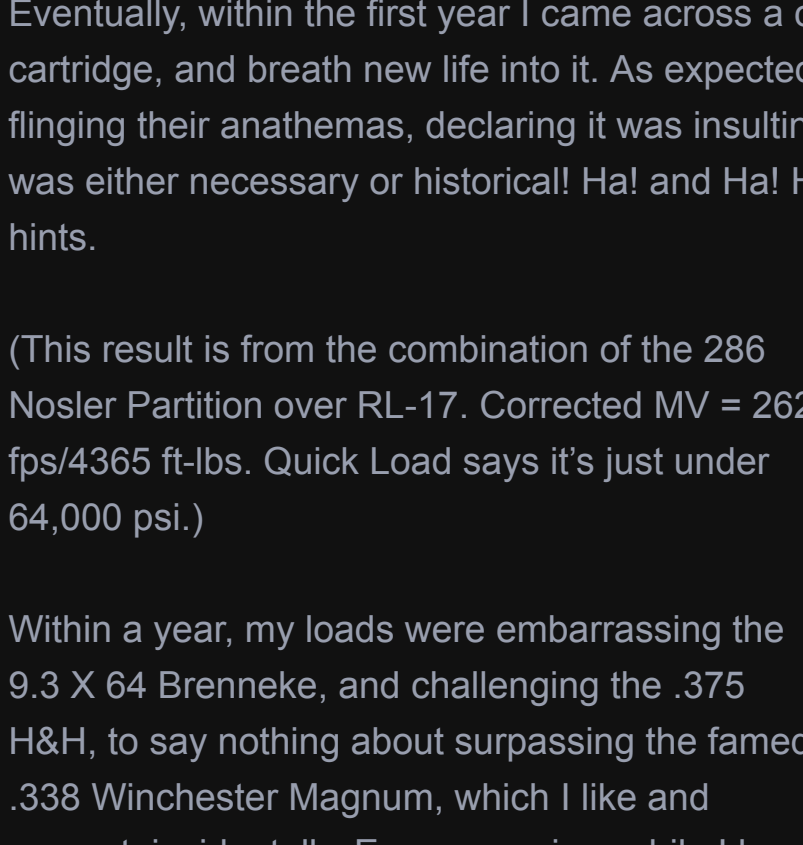 Eventually, within the first year I came across a
cartridge, and breath new life into it. As expected
flinging their anathemas, declaring it was
was either necessary or historical! Ha! and Ha!
hints.
(This result is from the combination of the 286
Nosler Partition over RL-17. Corrected MV =
fps/4365 ft-lbs. Quick Load says it’s just under
64,000 psi.)
Within a year, my loads were embarrassing the
9.3 X 64 Brenneke, and challenging the .375
H&H, to say nothing about surpassing the famed
.338 Winchester Magnum, which I like and